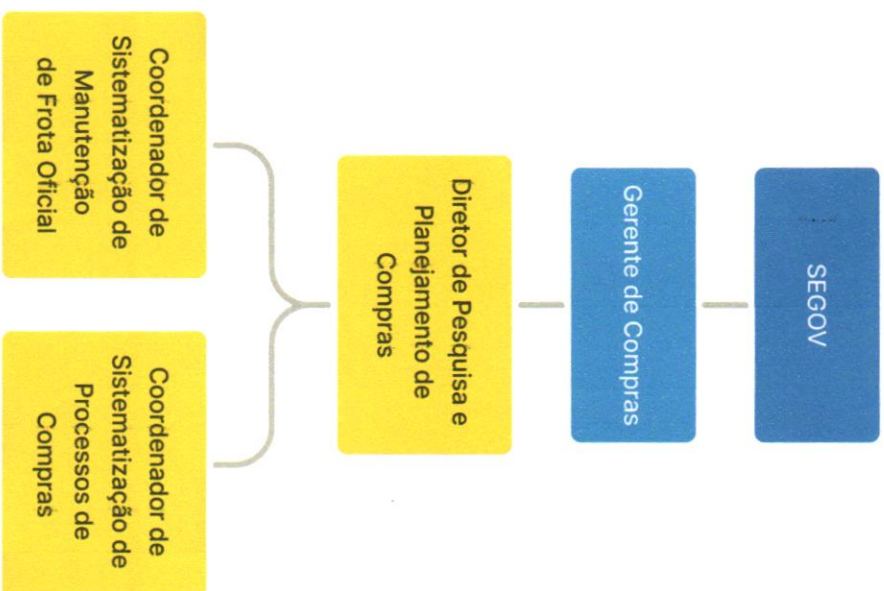 SEGOV
Gerente de Compras
Diretor de Pesquisa e
Planejamento de
Compras
Coordenador de
Sistematização de
Manutenção
de Frota Oficial
Coordenador de
Sistematização de
Processos de
Compras